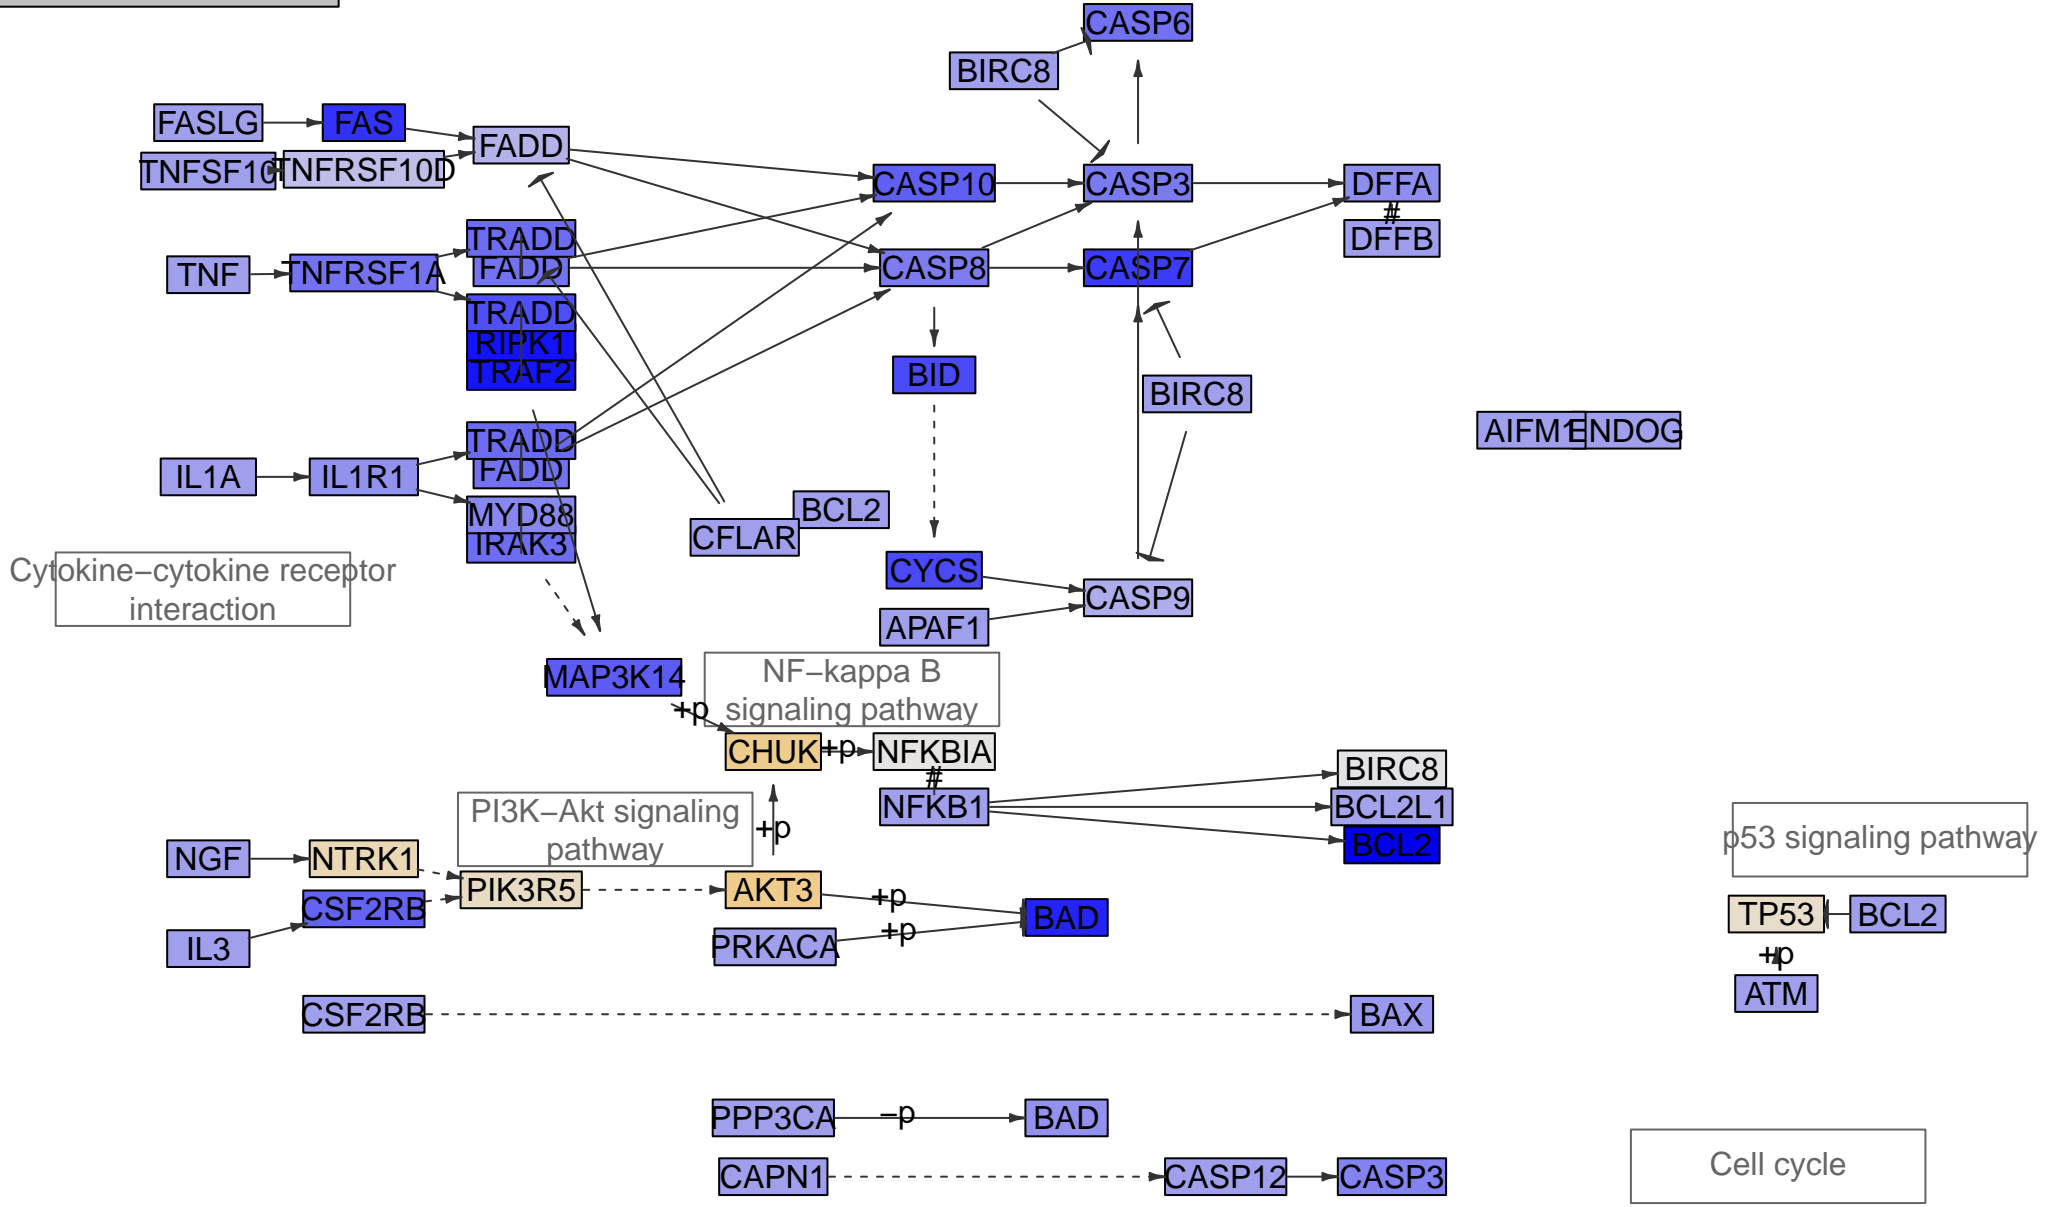 CASP6
BIRC8
FASLG
FAS
FADD
TNFSF10
TNFRSF10D
CASP10
CASP3
DFFA
#
DFFB
TRADD
FADD
TNF
TNFRSF1A
CASP8
CASP7
TRADD
RIPK1
TRAF2
BID
BIRC8
AIFM1
ENDOG
TRADD
FADD
IL1A
IL1R1
MYD88
IRAK3
BCL2
CFLAR
Cytokine−cytokine receptor
interaction
CYCS
CASP9
APAF1
MAP3K14
NF−kappa B
signaling pathway
+p
CHUK
+p
NFKBIA
#
NFKB1
BIRC8
BCL2L1
BCL2
PI3K−Akt signaling
pathway
+p
p53 signaling pathway
NGF
NTRK1
PIK3R5
AKT3
+p
BAD
CSF2RB
IL3
PRKACA
+p
TP53
BCL2
+p
ATM
CSF2RB
BAX
PPP3CA
−p
BAD
CAPN1
CASP12
CASP3
Cell cycle